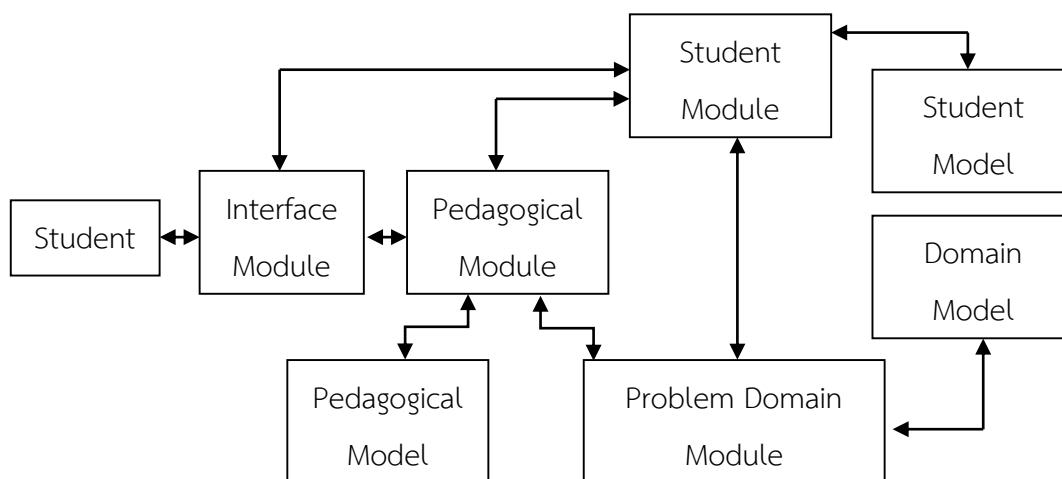 Student
Module
Student
Model
Student
Interface
Module
Pedagogical
Module
Domain
Model
Pedagogical
Model
Problem Domain
Module